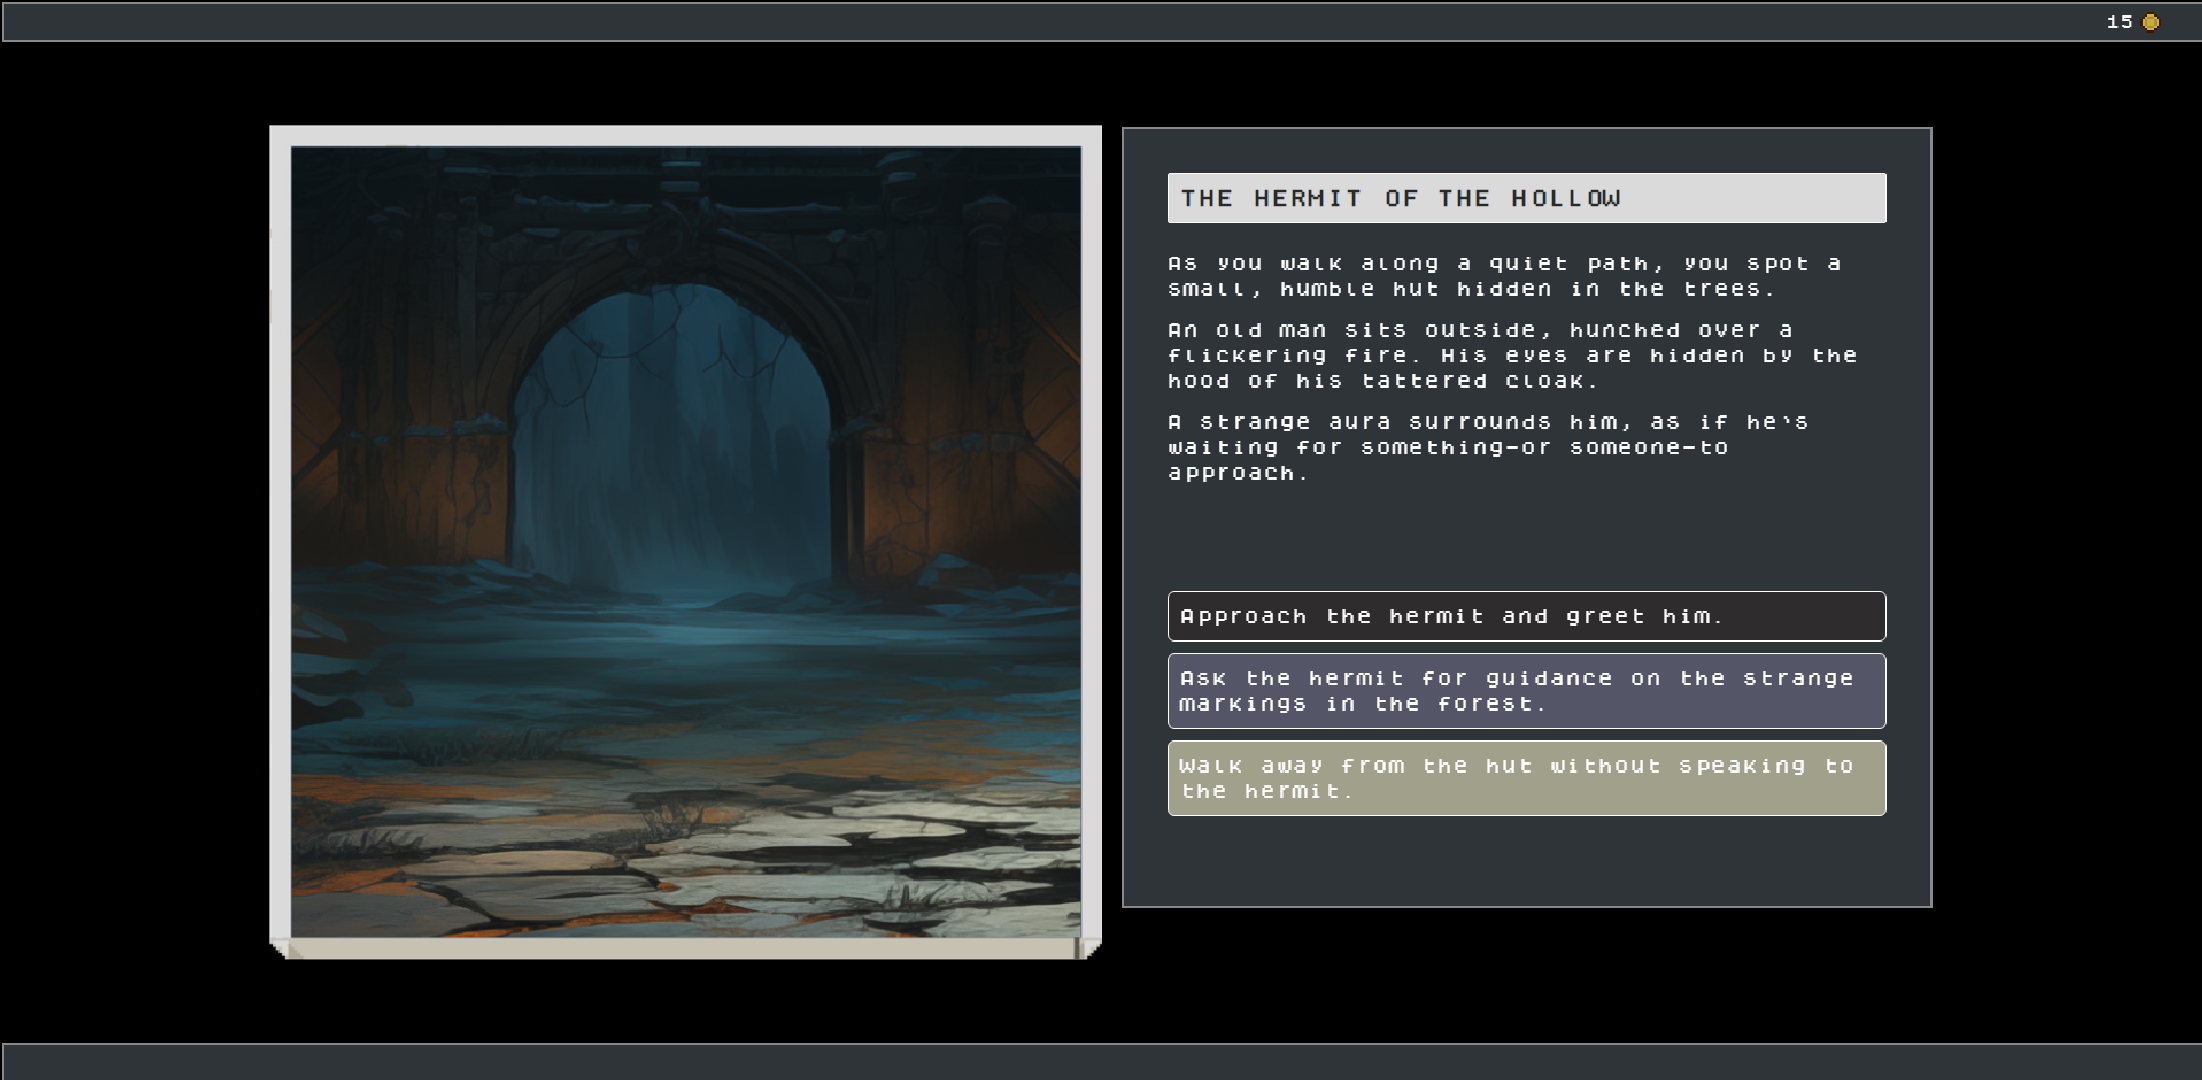 15
THE HERMIT OF THE HOLLOW
As you walk along a quiet path, you spot a
small, humble hut hidden in the trees.
An old man sits outside, hunched over a
flickering fire. His eyes are hidden by the
hood of his tattered cloak.
A strange aura surrounds him, as if he`s
waiting for something-or someone-to
approach.
Approach the hermit and greet him.
Ask the hermit for guidance on the strange
markings in the forest.
Walk away from the hut without speaking to
the hermit.